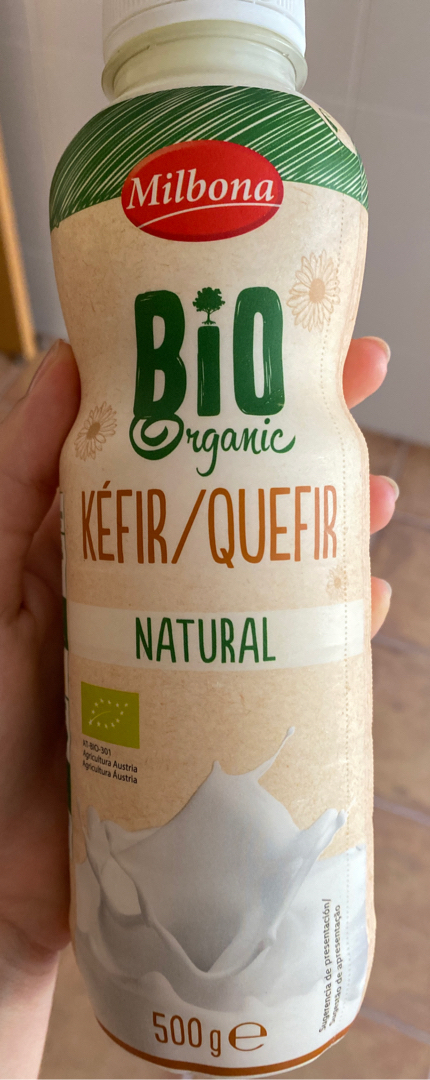 Milbona
BiO
Organic
KÉFIR/QUEFIR
NATURAL
AT-BIO-301
Agricultura Austria
Agricultura Áustria
Sugerencia de presentación/
Sugestão de apresentação
500 g e